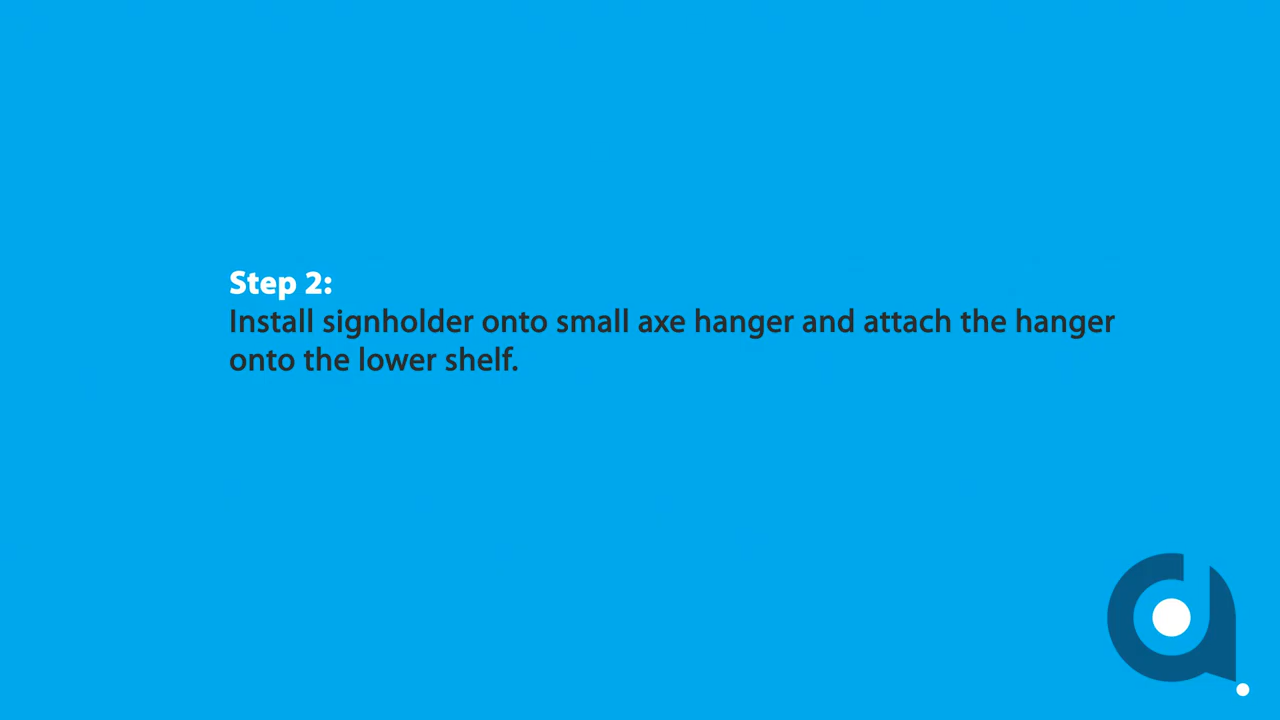 Step 2:
Install signholder onto small axe hanger and attach the hanger
onto the lower shelf.